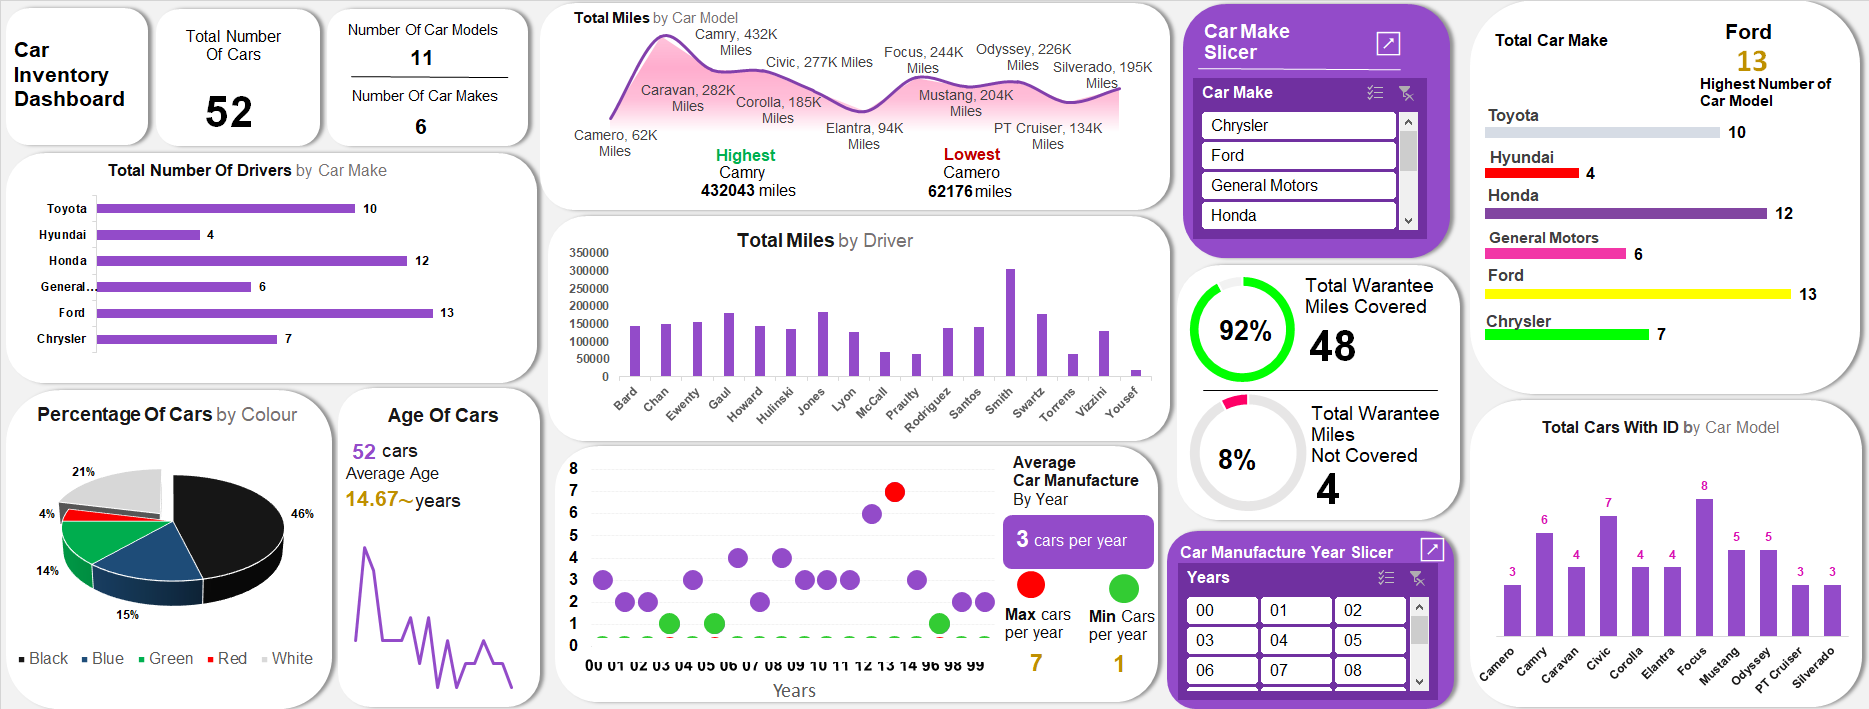 Car
Inventory
Dashboard
Total Number
Of Cars
52
Number Of Car Models
11
Number Of Car Makes
6
Total Number Of Drivers by Car Make
Toyota 10
Hyundai 4
Honda 12
General... 6
Ford 13
Chrysler 7
Percentage Of Cars by Colour
21%
4%
46%
14%
15%
Black Blue Green Red White
Age Of Cars
52 cars
Average Age
14.67~years
Total Miles by Car Model
Camry, 432K
Miles
Civic, 277K Miles
Focus, 244K
Miles
Odyssey, 226K
Miles
Silverado, 195K
Miles
Caravan, 282K
Miles
Corolla, 185K
Miles
Mustang, 204K
Miles
Camero, 62K
Miles
Elantra, 94K
Miles
PT Cruiser, 134K
Miles
Highest
Camry
432043 miles
Lowest
Camero
62176 miles
Total Miles by Driver
350000
300000
250000
200000
150000
100000
50000
0
Bard Chan Ewenty Gaul Howard Hulinski Jones Lyon McCall Praulty Rodriguez Santos Smith Swartz Torrens Vizzini Yousef
8
7
6
5
4
3
2
1
0
00 01 02 03 04 05 06 07 08 09 10 11 12 13 14 96 98 99
Years
Average
Car Manufacture
By Year
3 cars per year
Max cars
per year
7
Min Cars
per year
1
Car Make
Slicer
Car Make
Chrysler
Ford
General Motors
Honda
92%
Total Warantee
Miles Covered
48
8%
Total Warantee
Miles
Not Covered
4
Car Manufacture Year Slicer
Years
00 01 02
03 04 05
06 07 08
Total Car Make
Ford
13
Highest Number of
Car Model
Toyota
10
Hyundai
4
Honda
12
General Motors
6
Ford
13
Chrysler
7
Total Cars With ID by Car Model
3 6 4 7 4 4 8 5 5 3 3
Camero Camry Caravan Civic Corolla Elantra Focus Mustang Odyssey PT Cruiser Silverado